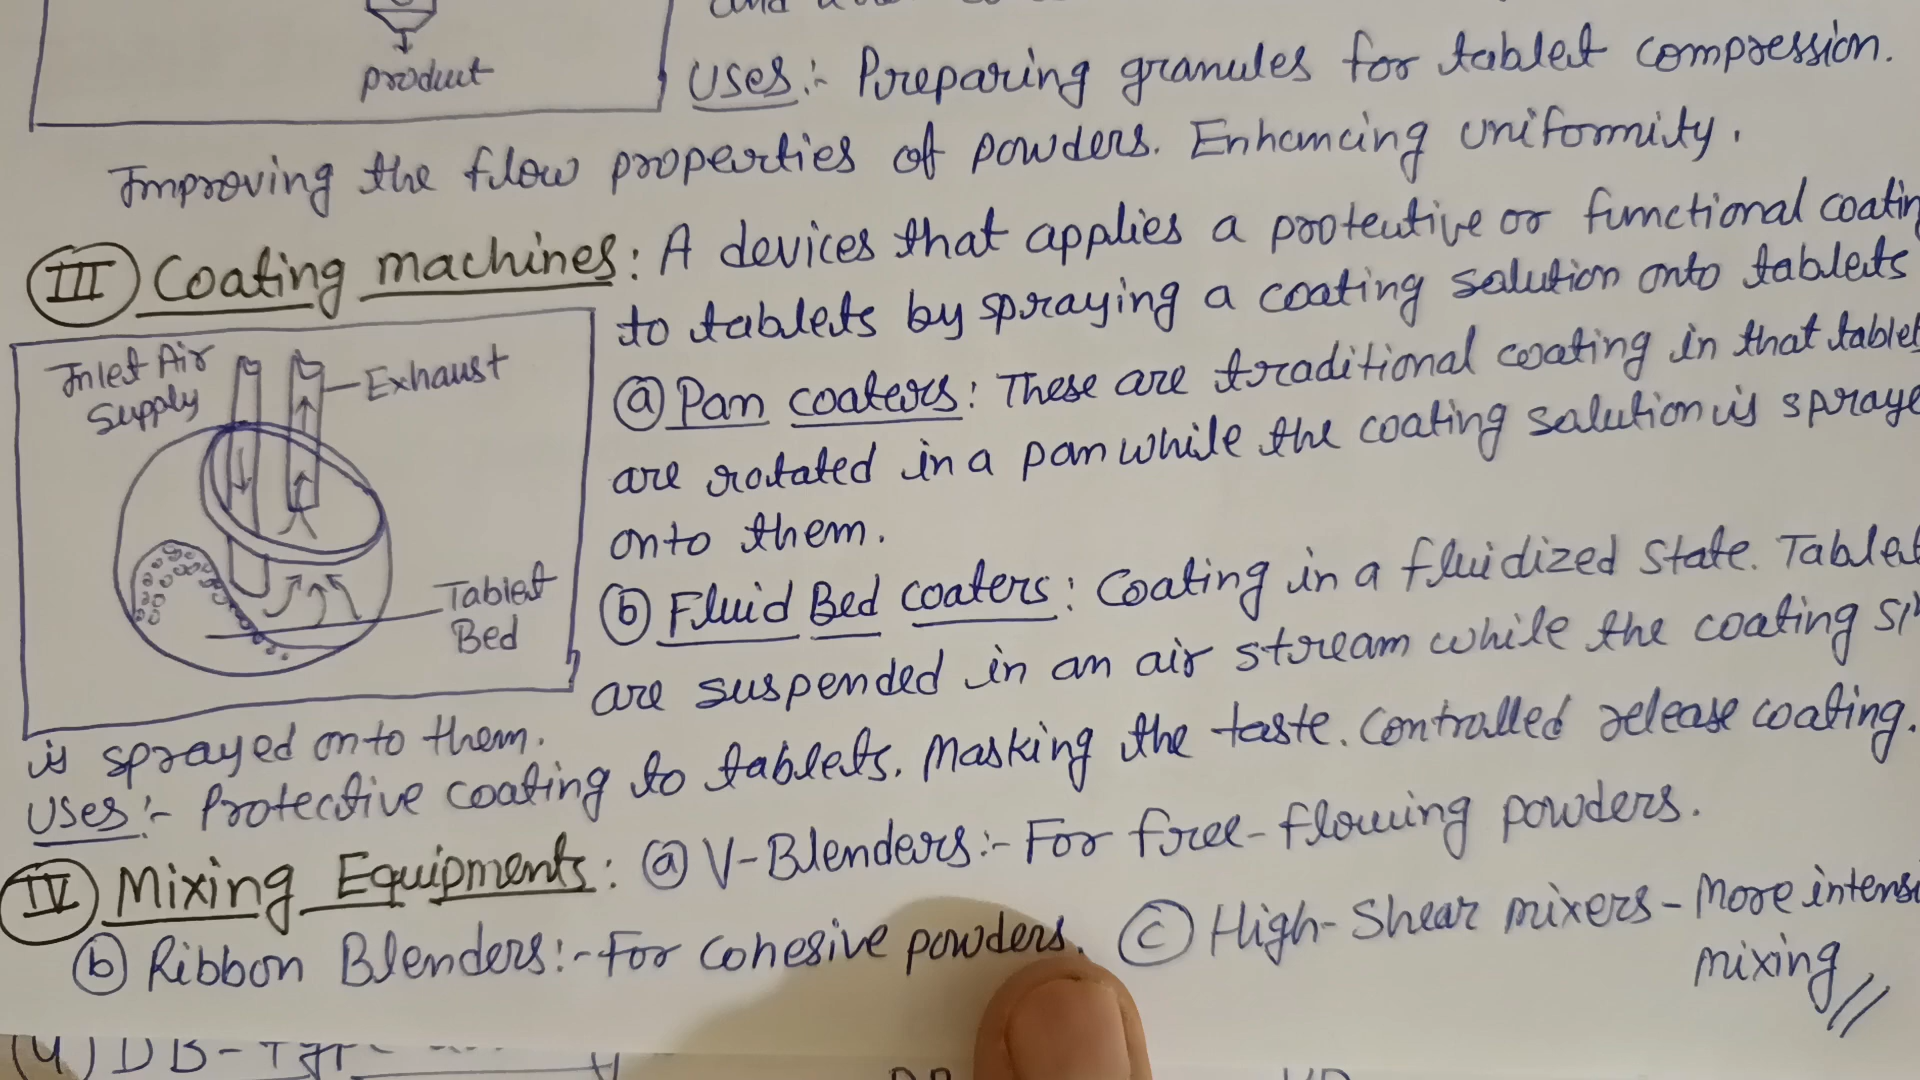 product
Uses:- Preparing granules for tablet compression.
Improving the flow properties of powders. Enhancing uniformity.
III Coating machines: A devices that applies a protective or functional
to tablets by spraying a coating solution onto tablets
Inlet Air
Supply
Exhaust
Tablet
Bed
a Pan coaters: These are traditional coating in that
are rotated in a pan while the coating solution is
onto them.
b Fluid Bed coaters: Coating in a fluidized State.
are suspended in an air stream while the coating
is sprayed onto them.
Uses:- Protective coating to tablets. Masking the taste. Controlled release coating.
IV Mixing Equipments: a V-Blenders:- For free-flowing powders.
b Ribbon Blenders:- For cohesive powders. c High-Shear mixers - More
mixing